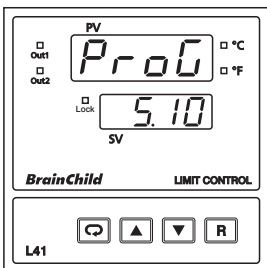 PV
Out1
ProG
°C
Out2
°F
Lock
5.10
SV
BrainChild
LIMIT CONTROL
R
L41